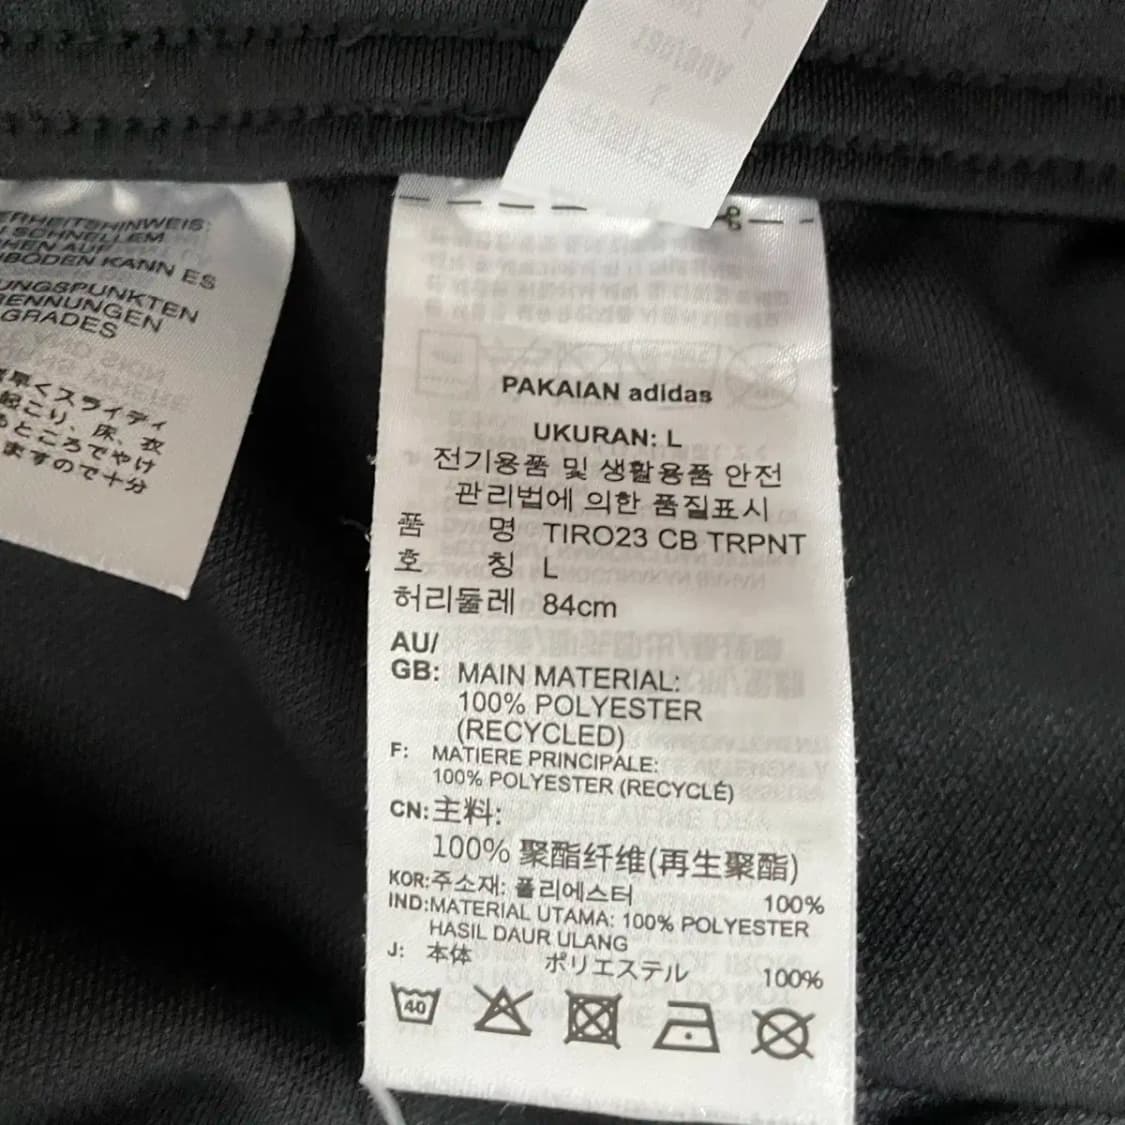 SCHNELLEM
HEN AUF
BÖDEN KANN ES
UNGSPUNKTEN
RENNUNGEN
GRADES
早くスライディ
起こり、床、衣
るところでやけ
ますので十分
PAKAIAN adidas
UKURAN: L
전기용품 및 생활용품 안전
관리법에 의한 품질표시
품 명 TIRO23 CB TRPNT
호 칭 L
허리둘레 84cm
AU/
GB: MAIN MATERIAL:
100% POLYESTER
(RECYCLED)
F: MATIERE PRINCIPALE:
100% POLYESTER (RECYCLÉ)
CN: 主料:
100% 聚酯纤维(再生聚酯)
KOR: 주소재: 폴리에스터 100%
IND: MATERIAL UTAMA: 100% POLYESTER
HASIL DAUR ULANG
J: 本体 ポリエステル 100%
40